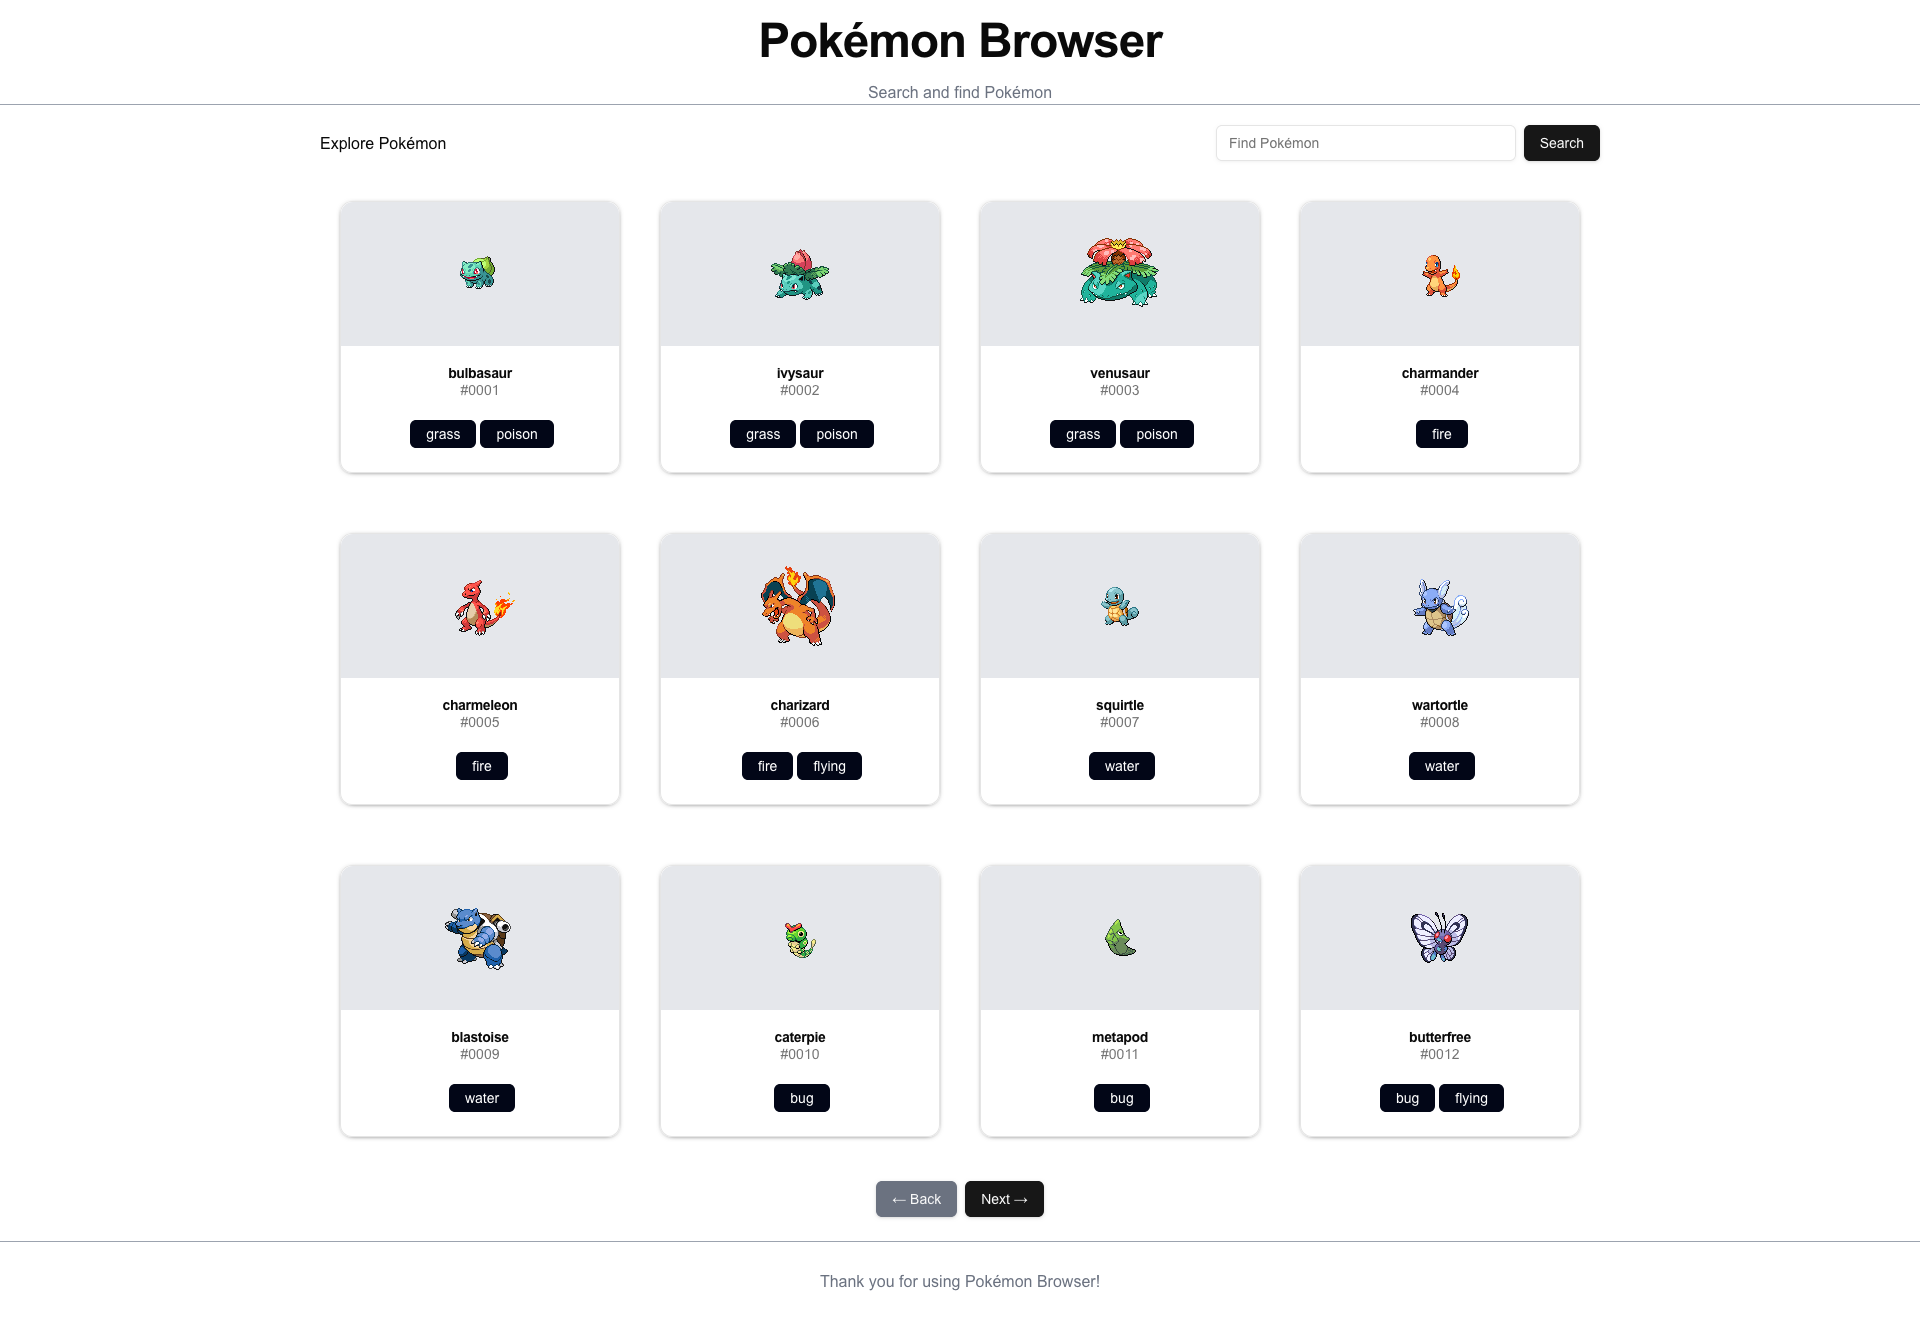 Pokémon Browser
Search and find Pokémon
Explore Pokémon
Find Pokémon
Search
bulbasaur
#0001
grass poison
ivysaur
#0002
grass poison
venusaur
#0003
grass poison
charmander
#0004
fire
charmeleon
#0005
fire
charizard
#0006
fire flying
squirtle
#0007
water
wartortle
#0008
water
blastoise
#0009
water
caterpie
#0010
bug
metapod
#0011
bug
butterfree
#0012
bug flying
← Back
Next →
Thank you for using Pokémon Browser!